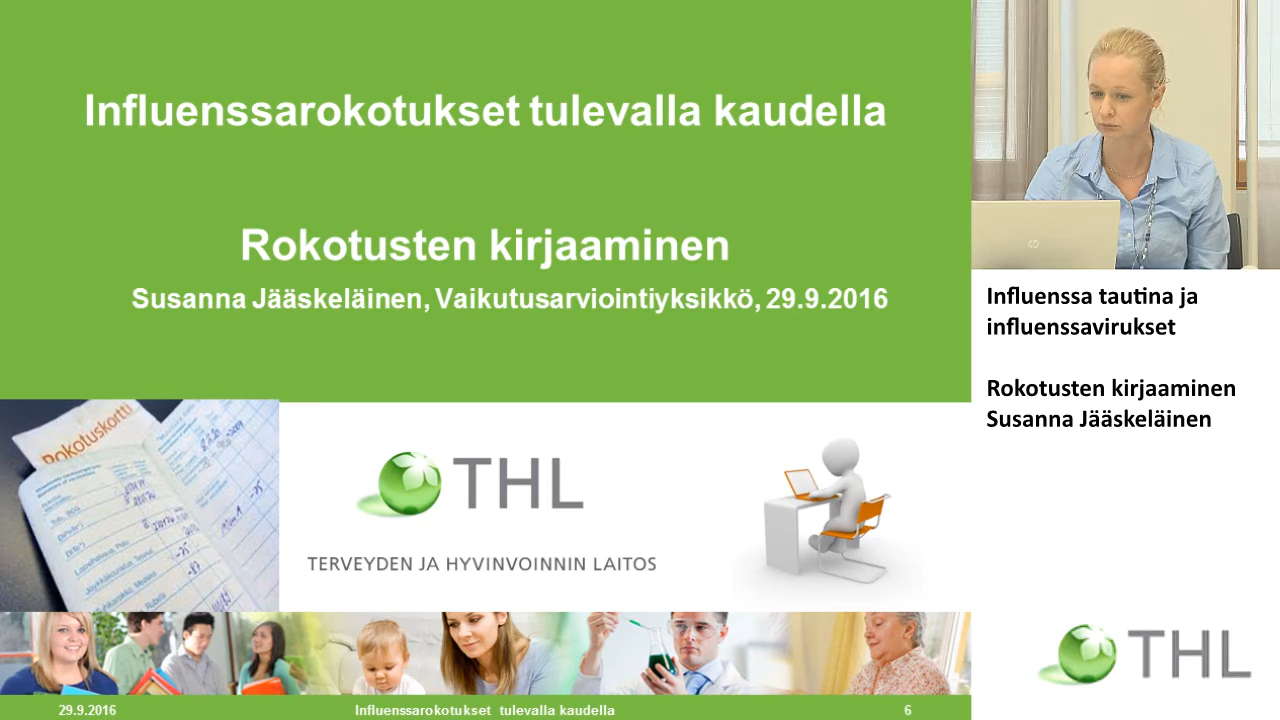 Influenssarokotukset tulevalla kaudella
Rokotusten kirjaaminen
Susanna Jääskeläinen, Vaikutusarviointiyksikkö, 29.9.2016
Rokotuskortti
THL
TERVEYDEN JA HYVINVOINNIN LAITOS
29.9.2016
Influenssarokotukset tulevalla kaudella
6
hp
Influenssa tautina ja
influenssavirukset
Rokotusten kirjaaminen
Susanna Jääskeläinen
THL